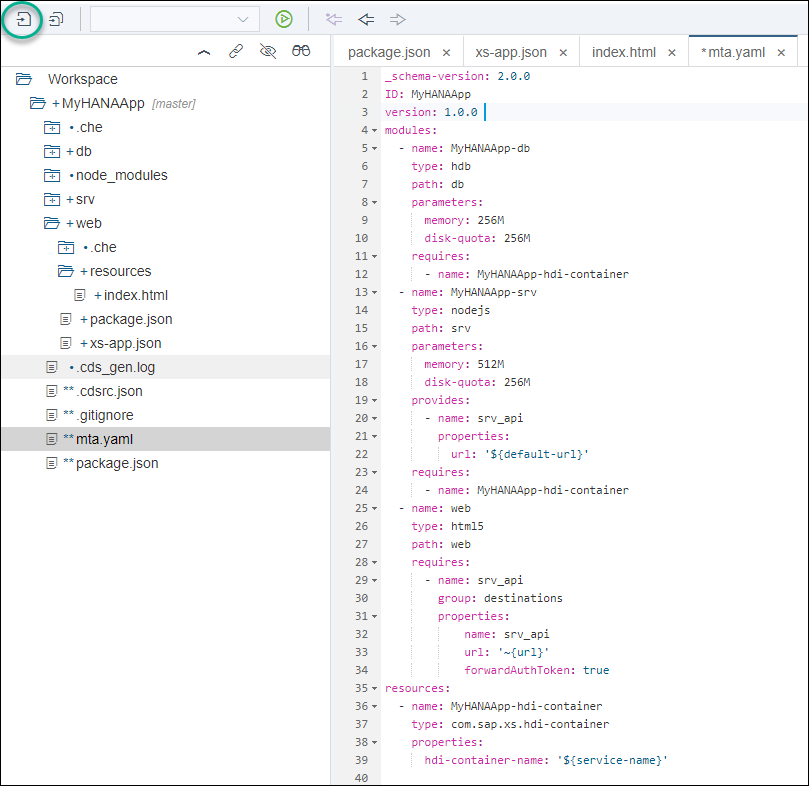 package.json ×
xs-app.json ×
index.html ×
*mta.yaml ×
Workspace
+MyHANAApp [master]
•.che
+db
•node_modules
+srv
+web
•.che
+resources
+index.html
+package.json
+xs-app.json
•.cds_gen.log
**.cdsrc.json
**.gitignore
**mta.yaml
**package.json
1 _schema-version: 2.0.0
2 ID: MyHANAApp
3 version: 1.0.0
4 modules:
5 - name: MyHANAApp-db
6 type: hdb
7 path: db
8 parameters:
9 memory: 256M
10 disk-quota: 256M
11 requires:
12 - name: MyHANAApp-hdi-container
13 - name: MyHANAApp-srv
14 type: nodejs
15 path: srv
16 parameters:
17 memory: 512M
18 disk-quota: 256M
19 provides:
20 - name: srv_api
21 properties:
22 url: '${default-url}'
23 requires:
24 - name: MyHANAApp-hdi-container
25 - name: web
26 type: html5
27 path: web
28 requires:
29 - name: srv_api
30 group: destinations
31 properties:
32 name: srv_api
33 url: '~{url}'
34 forwardAuthToken: true
35 resources:
36 - name: MyHANAApp-hdi-container
37 type: com.sap.xs.hdi-container
38 properties:
39 hdi-container-name: '${service-name}'
40